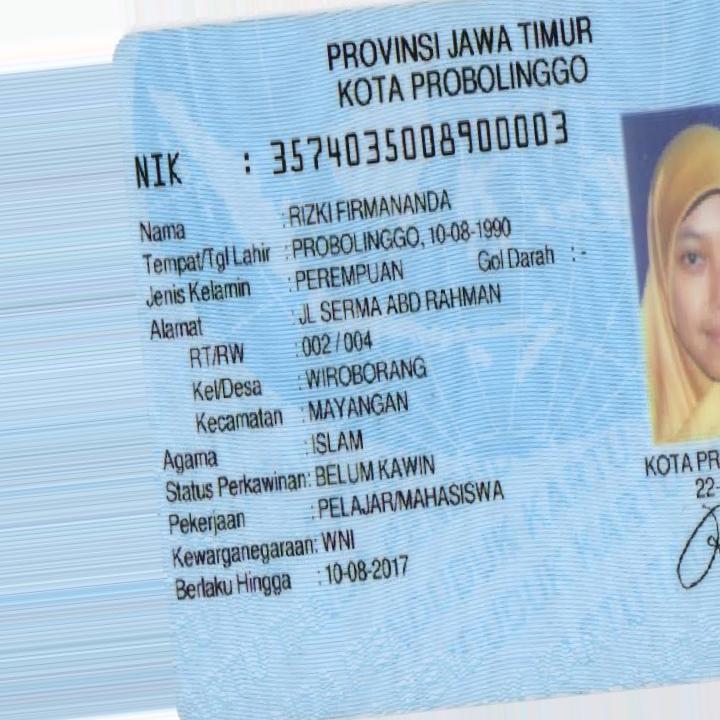 PROVINSI JAWA TIMUR
KOTA PROBOLINGGO
NIK : 3574035008900003
Nama : RIZKI FIRMANANDA
Tempat/Tgl Lahir : PROBOLINGGO, 10-08-1990
Jenis Kelamin : PEREMPUAN Gol Darah : -
Alamat : JL SERMA ABD RAHMAN
RT/RW : 002 / 004
Kel/Desa : WIROBORANG
Kecamatan : MAYANGAN
Agama : ISLAM
Status Perkawinan: BELUM KAWIN
Pekerjaan : PELAJAR/MAHASISWA
Kewarganegaraan: WNI
Berlaku Hingga : 10-08-2017
KOTA PR
22-